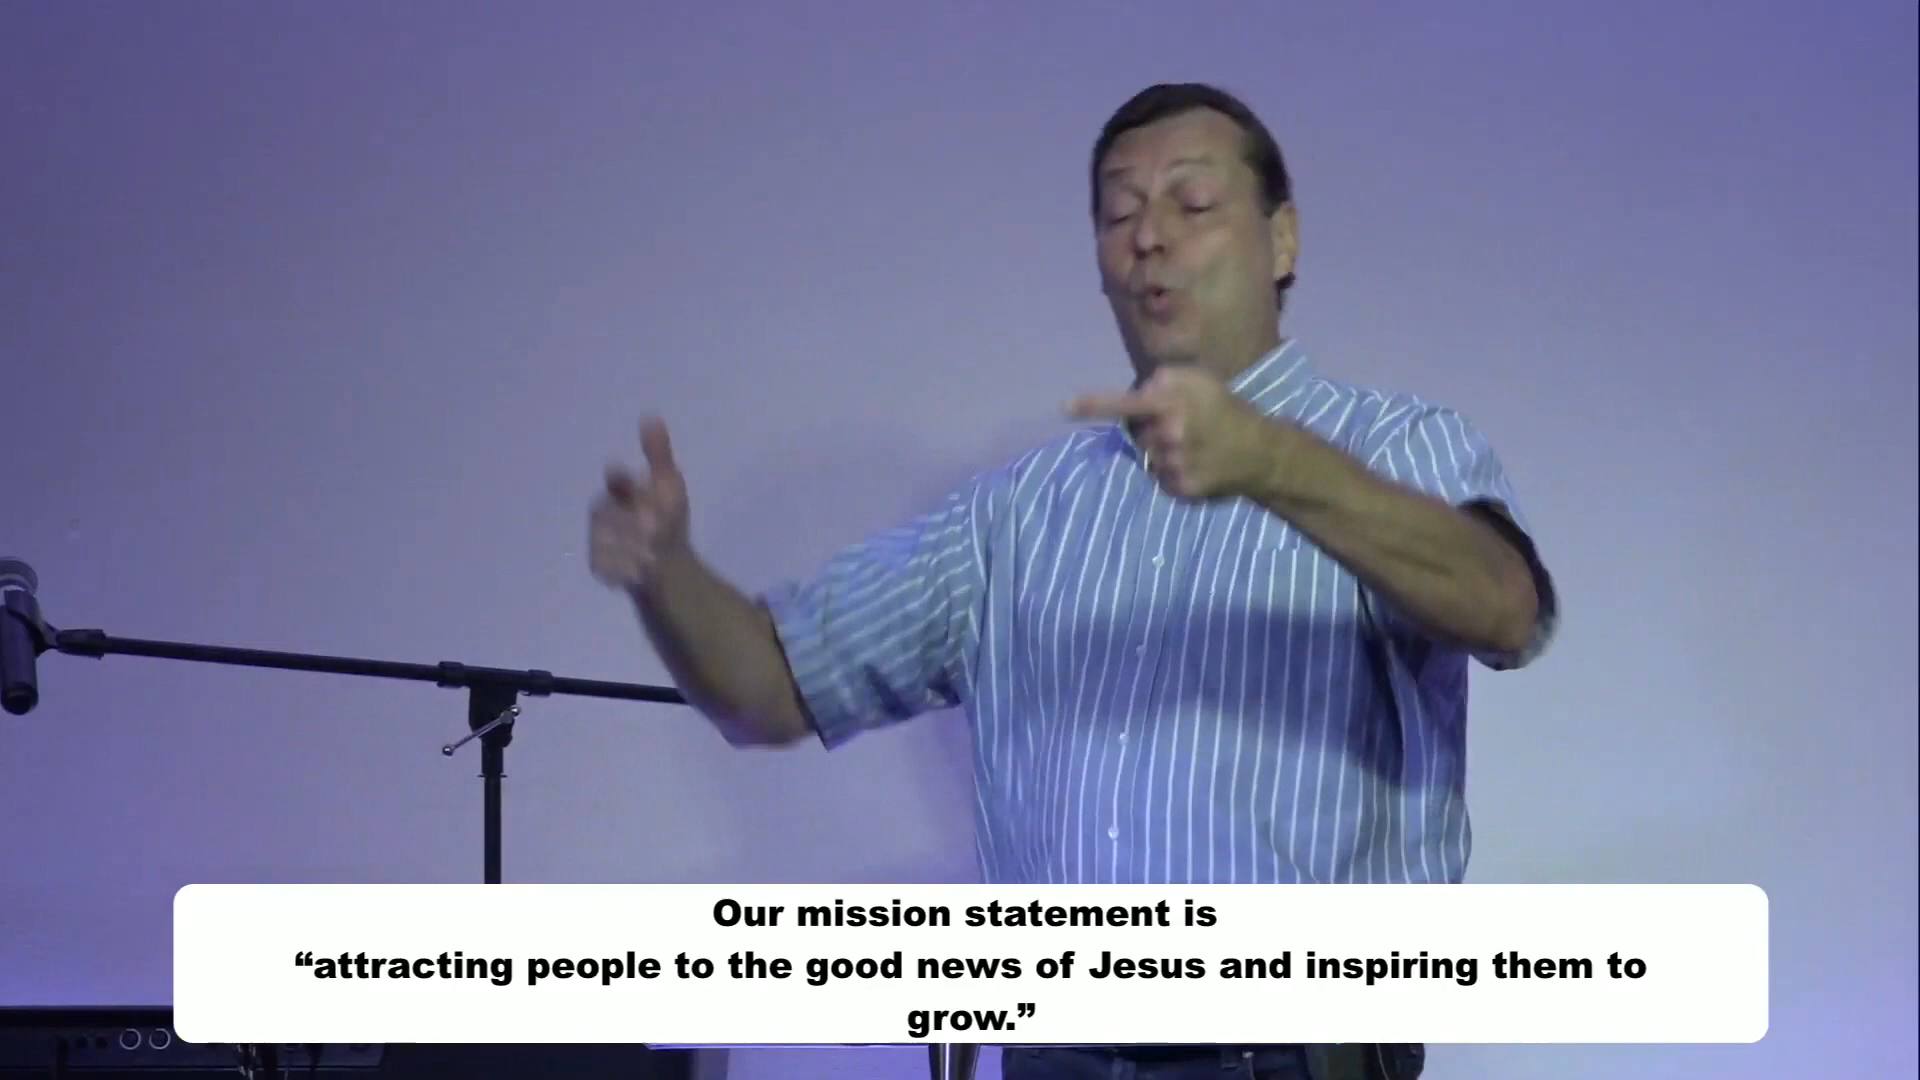 Our mission statement is
“attracting people to the good news of Jesus and inspiring them to
grow.”